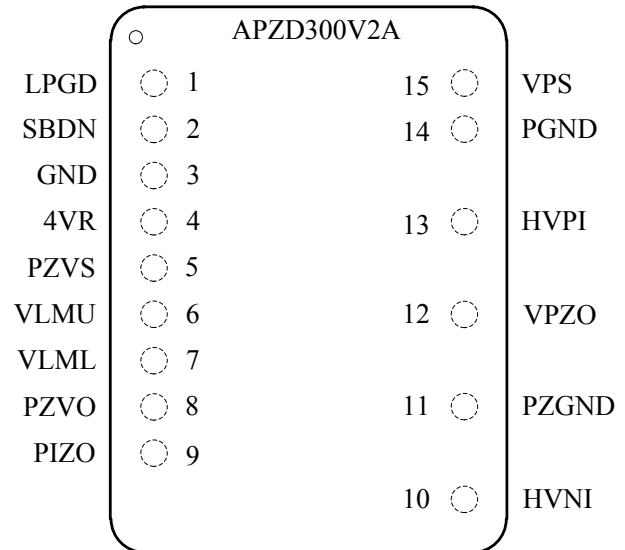 APZD300V2A
LPGD 1 15 VPS
SBDN 2 14 PGND
GND 3
4VR 4 13 HVPI
PZVS 5
VLMU 6 12 VPZO
VLML 7
PZVO 8 11 PZGND
PIZO 9
10 HVNI